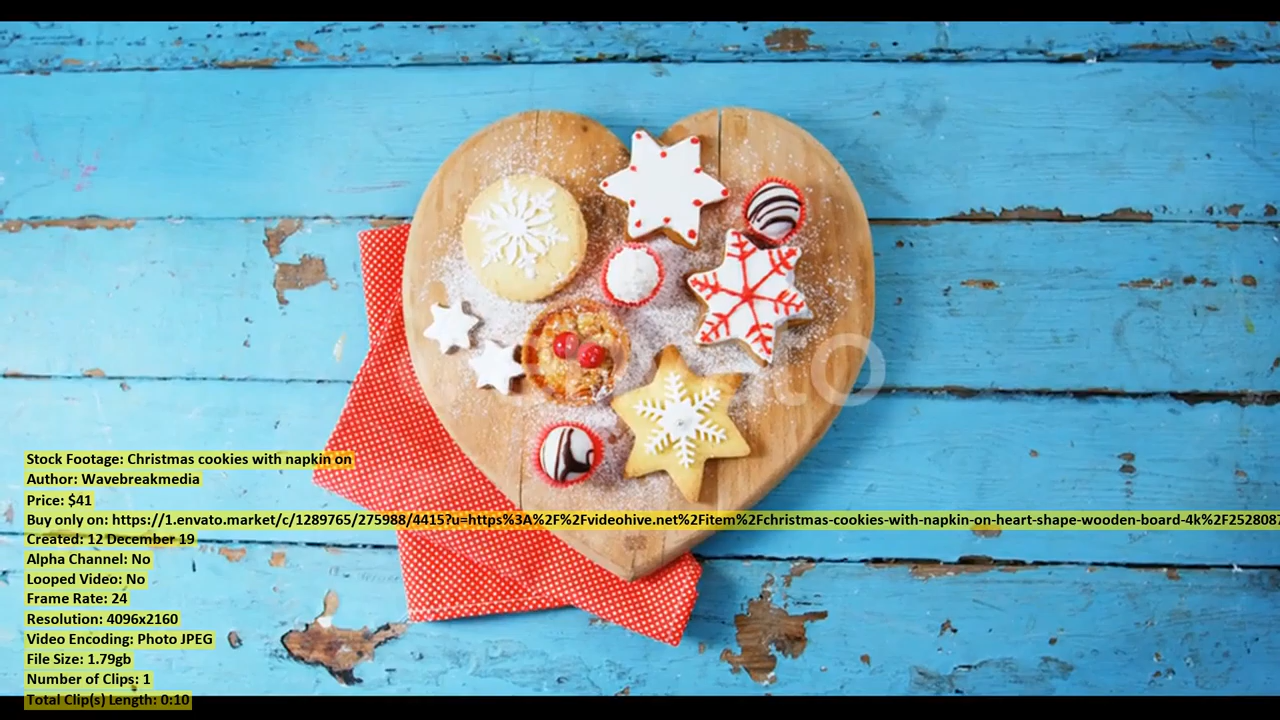 envato
Stock Footage: Christmas cookies with napkin on
Author: Wavebreakmedia
Price: $41
Buy only on: https://1.envato.market/c/1289765/275988/4415?u=https%3A%2F%2Fvideohive.net%2Fitem%2Fchristmas-cookies-with-napkin-on-heart-shape-wooden-board-4k%2F2528087
Created: 12 December 19
Alpha Channel: No
Looped Video: No
Frame Rate: 24
Resolution: 4096x2160
Video Encoding: Photo JPEG
File Size: 1.79gb
Number of Clips: 1
Total Clip(s) Length: 0:10